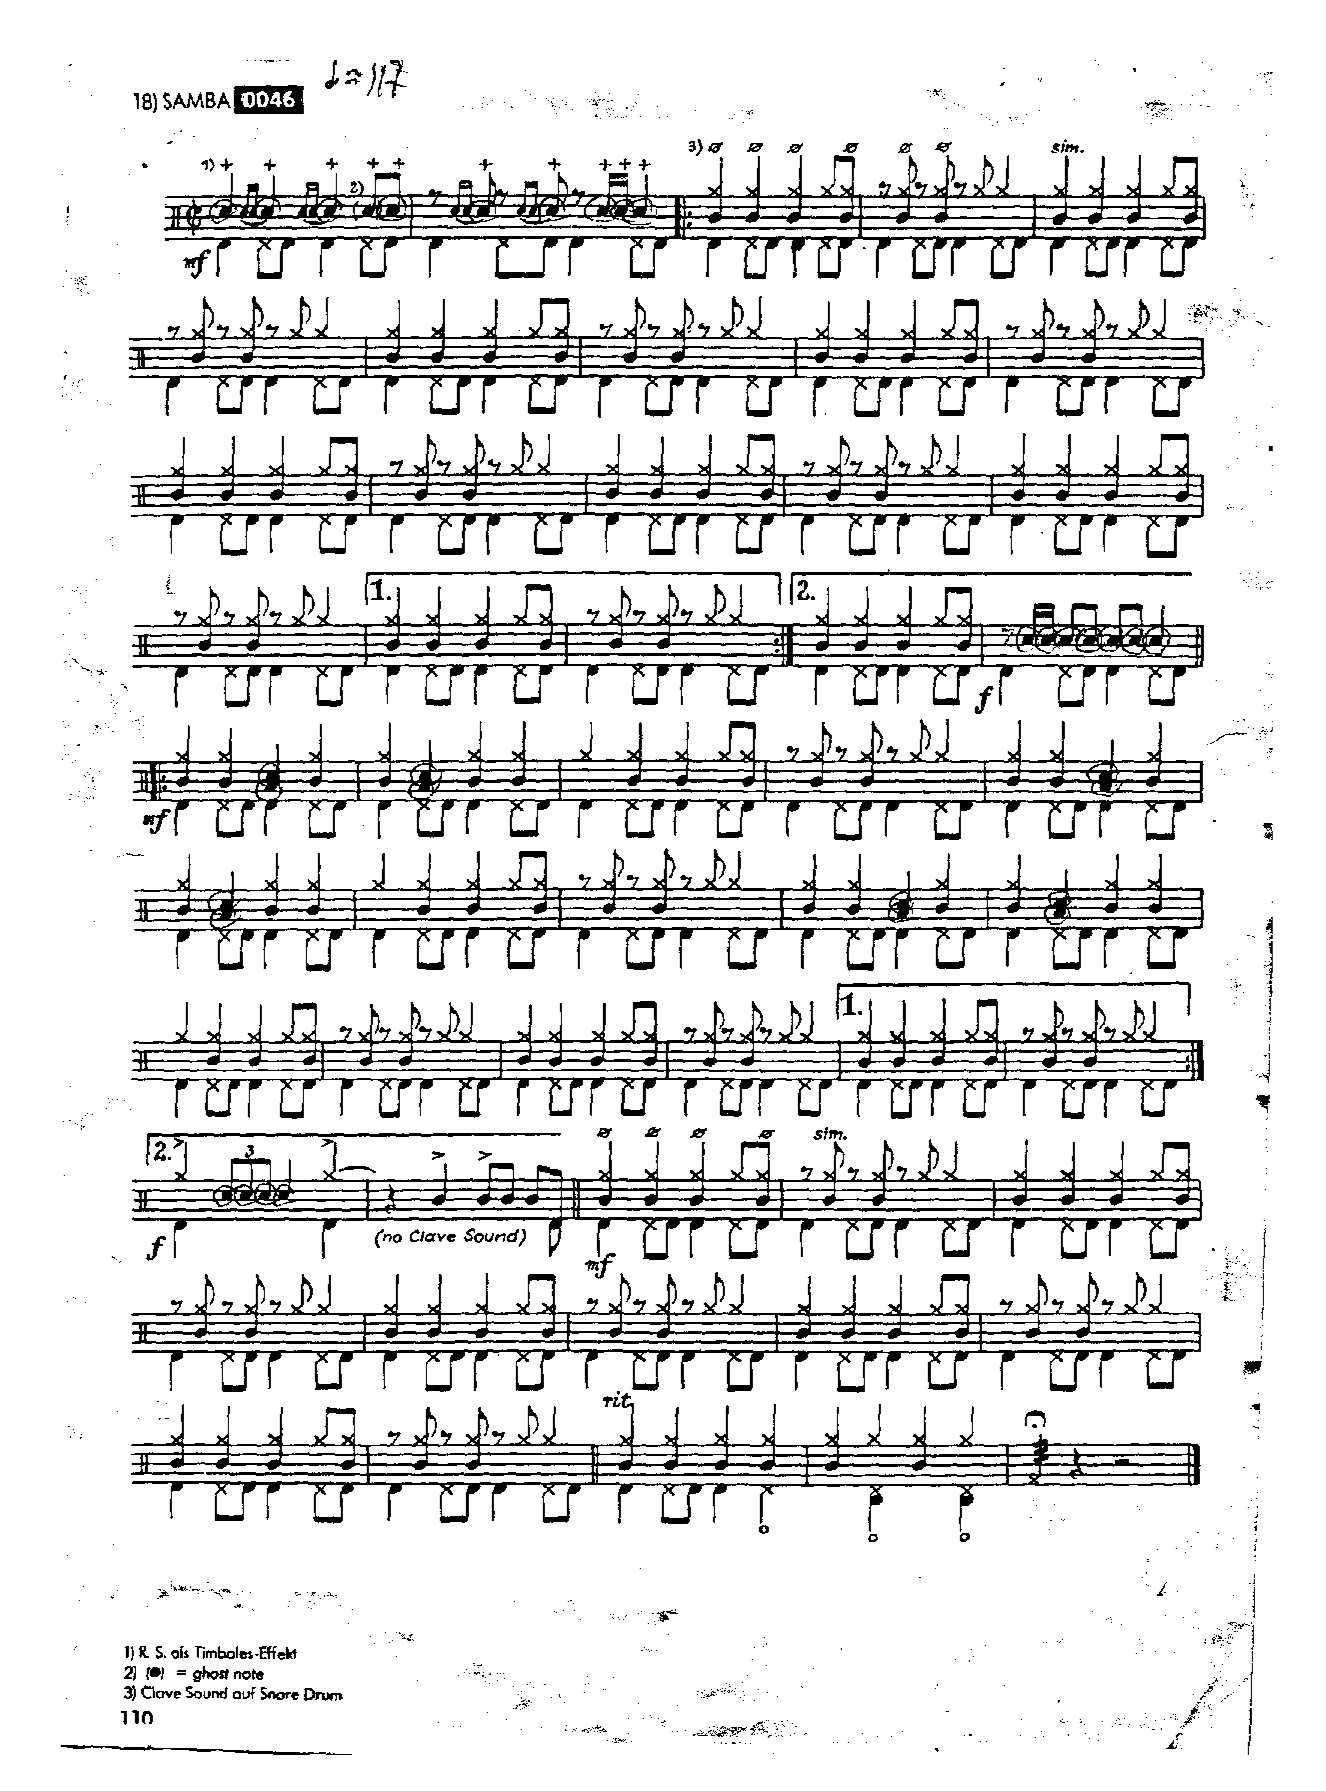 ♩ = 117
18) SAMBA 0046
1) + + + + + + + + + + 3) ø ø ø ø ø ø sim.
2)
mf
1. 2.
f
mf
1.
2. > 3 > > > ø ø ø ø sim.
f (no Clave Sound)
mf
rit.
1) R. S. als Timbales-Effekt
2) (●) = ghost note
3) Clave Sound auf Snare Drum
110